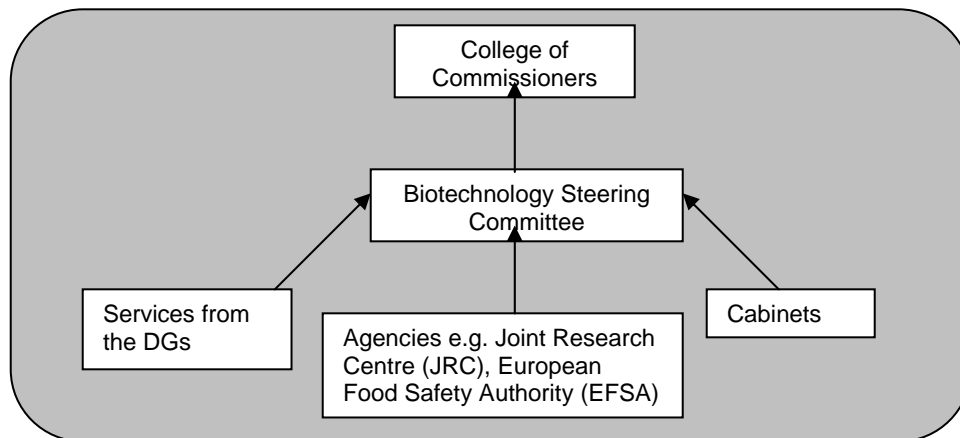 College of
Commissioners
Biotechnology Steering
Committee
Services from
the DGs
Agencies e.g. Joint Research
Centre (JRC), European
Food Safety Authority (EFSA)
Cabinets